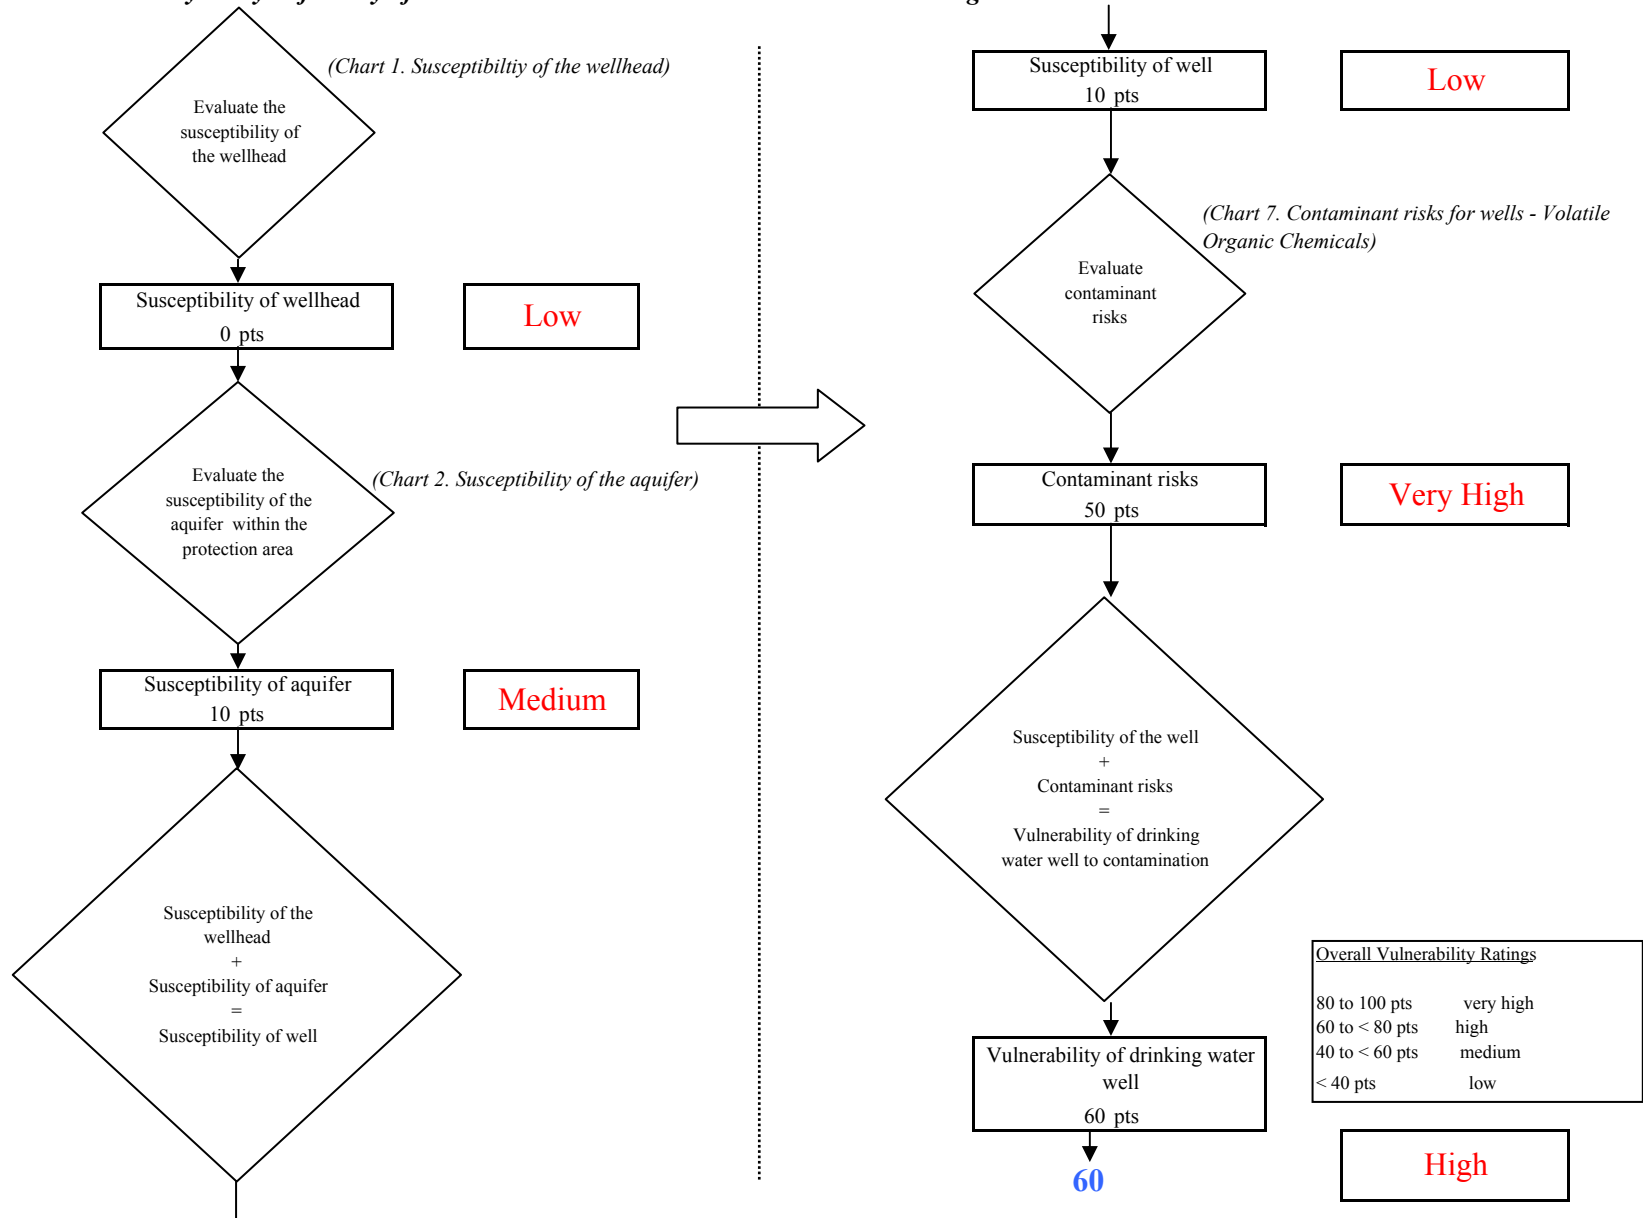 (Chart 1. Susceptibiltiy of the wellhead)
Evaluate the
susceptibility of
the wellhead
Susceptibility of wellhead
0 pts
Low
Evaluate the
susceptibility of the
aquifer within the
protection area
(Chart 2. Susceptibility of the aquifer)
Susceptibility of aquifer
10 pts
Medium
Susceptibility of the
wellhead
+
Susceptibility of aquifer
=
Susceptibility of well
Susceptibility of well
10 pts
Low
(Chart 7. Contaminant risks for wells - Volatile
Organic Chemicals)
Evaluate
contaminant
risks
Contaminant risks
50 pts
Very High
Susceptibility of the well
+
Contaminant risks
=
Vulnerability of drinking
water well to contamination
Overall Vulnerability Ratings
80 to 100 pts very high
60 to < 80 pts high
40 to < 60 pts medium
< 40 pts low
Vulnerability of drinking water
well
60 pts
60
High